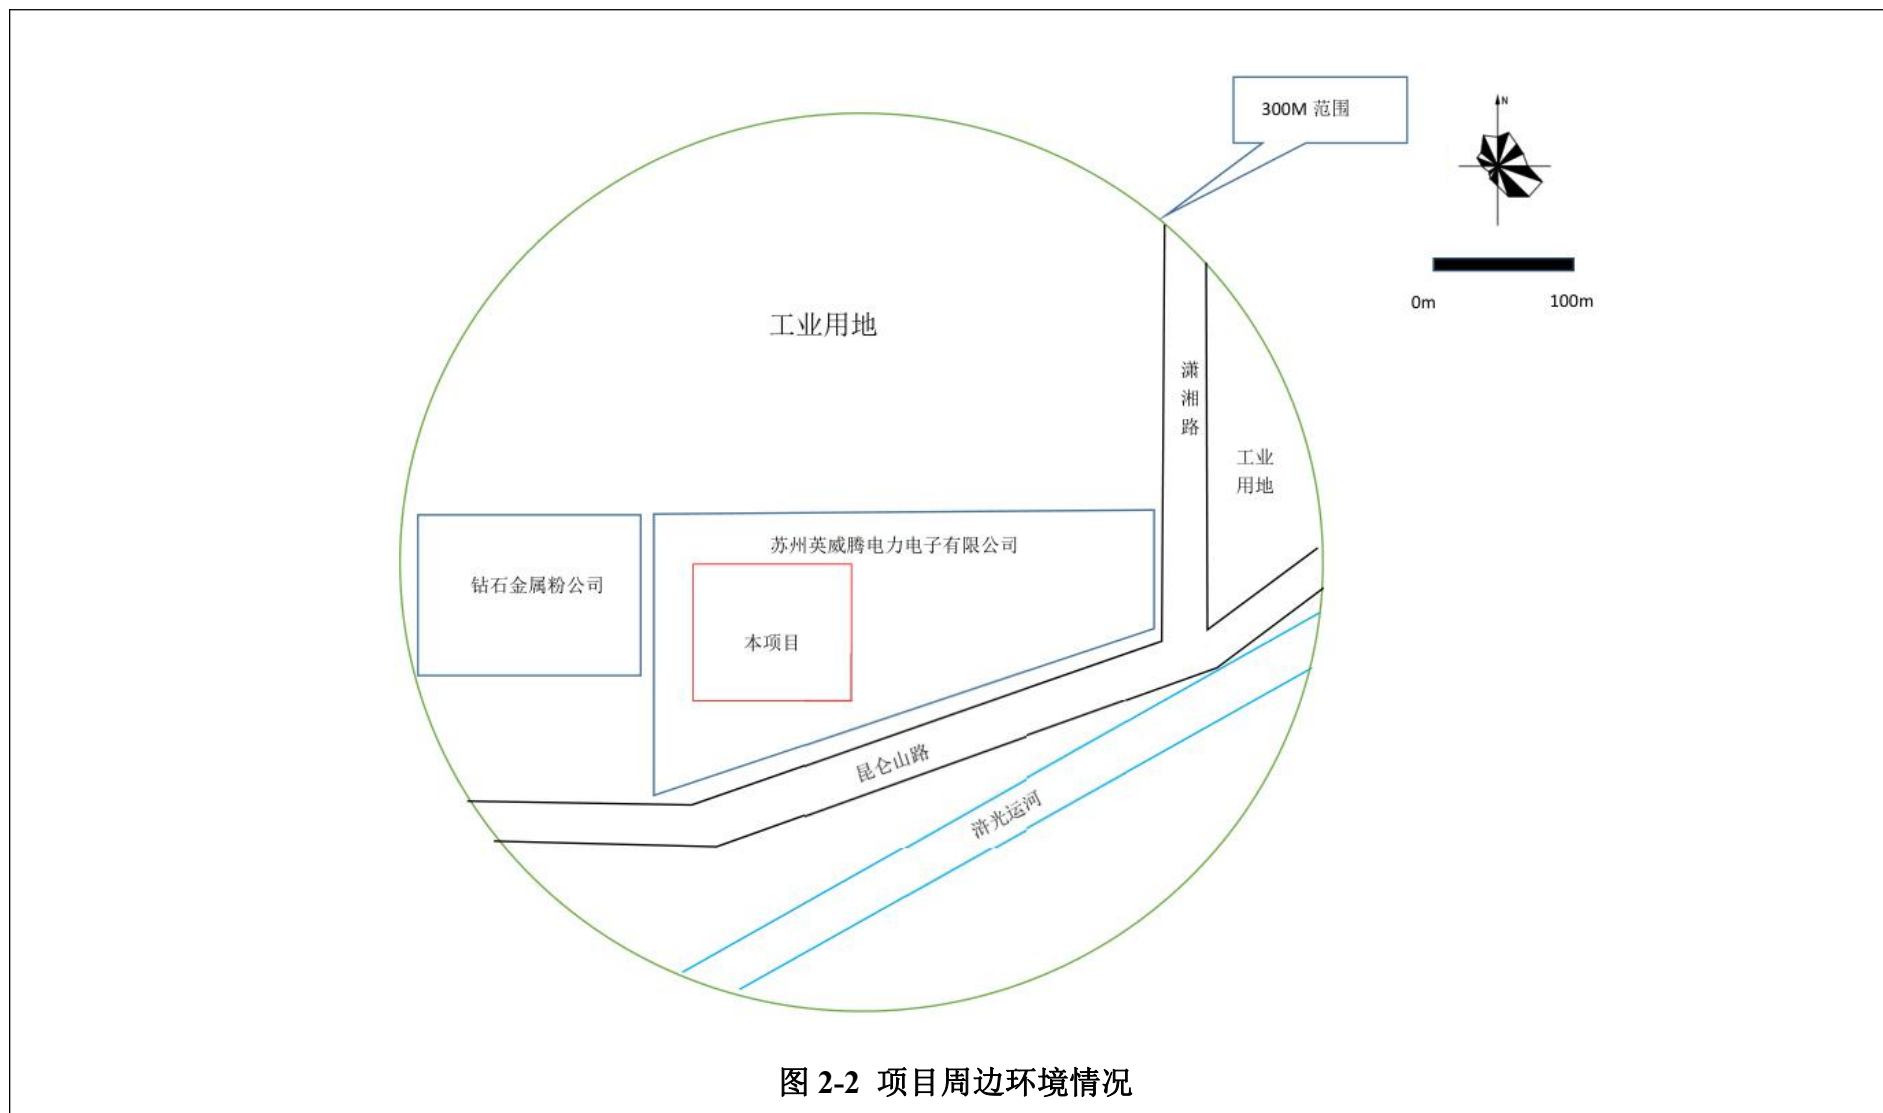 300M 范围
N
0m
100m
工业用地
潇
湘
路
工业
用地
苏州英威腾电力电子有限公司
钻石金属粉公司
本项目
昆仑山路
浒光运河
图 2-2 项目周边环境情况